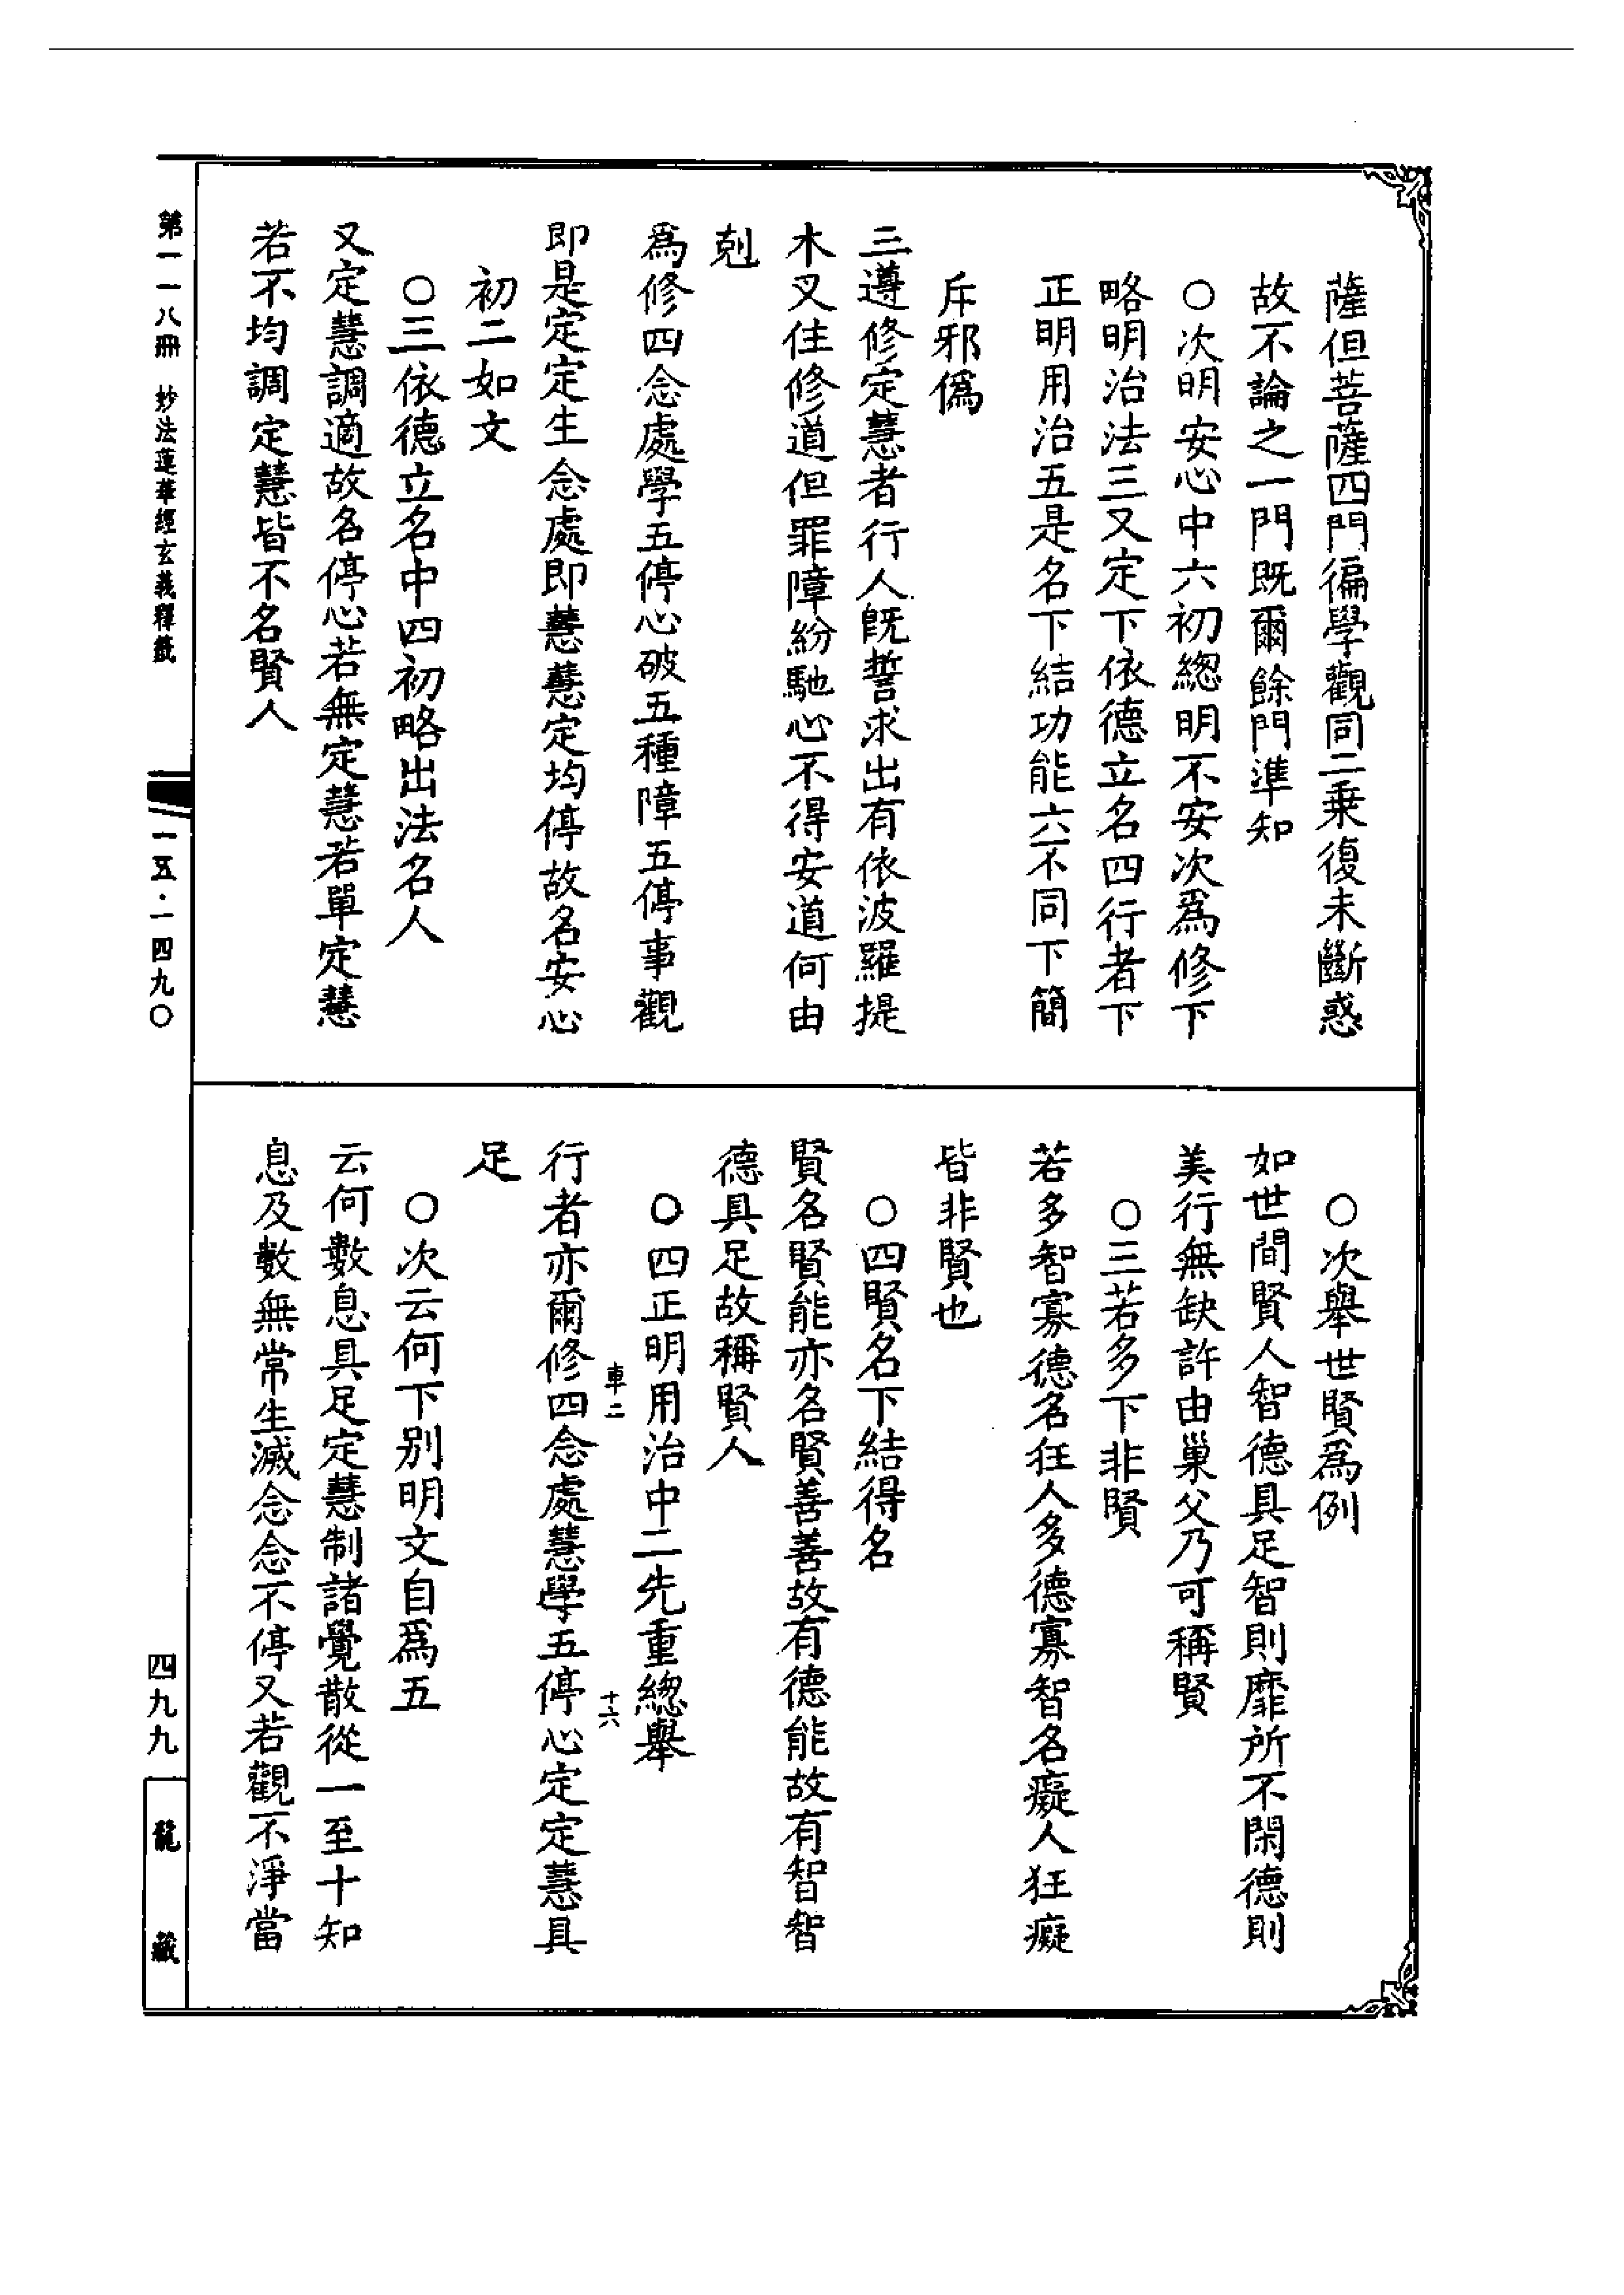 薩但菩薩四門徧學觀同二乗復未斷惑
故不論之一門既爾餘門準知
○次明安心中六初緫明不安次爲修下
略明治法三又定下依德立名四行者下
正明用治五是名下結功能六不同下簡
斥邪僞
三遵修定慧者行人既誓求出有依波羅提
木叉住修道但罪障紛馳心不得安道何由
剋
爲修四念處學五停心破五種障五停事觀
即是定定生念處即慧慧定均停故名安心
初二如文
○三依德立名中四初略出法名人
又定慧調適故名停心若無定慧若單定慧
若不均調定慧皆不名賢人
○次舉世賢爲例
如世間賢人智德具足智則靡所不閑德則
美行無缺許由巢父乃可稱賢
○三若多下非賢
若多智寡德名狂人多德寡智名癡人狂癡
皆非賢也
○四賢名下結得名
賢名賢能亦名賢善善故有德能故有智智
德具足故稱賢人
○四正明用治中二先重緫舉
車二
十六
行者亦爾修四念處慧學五停心定定慧具
足
○次云何下别明文自爲五
云何數息具足定慧制諸覺散從一至十知
息及數無常生滅念念不停又若觀不淨當
第一一八冊 妙法蓮華經玄義釋籤
一五·一四九〇
四九九
龍藏